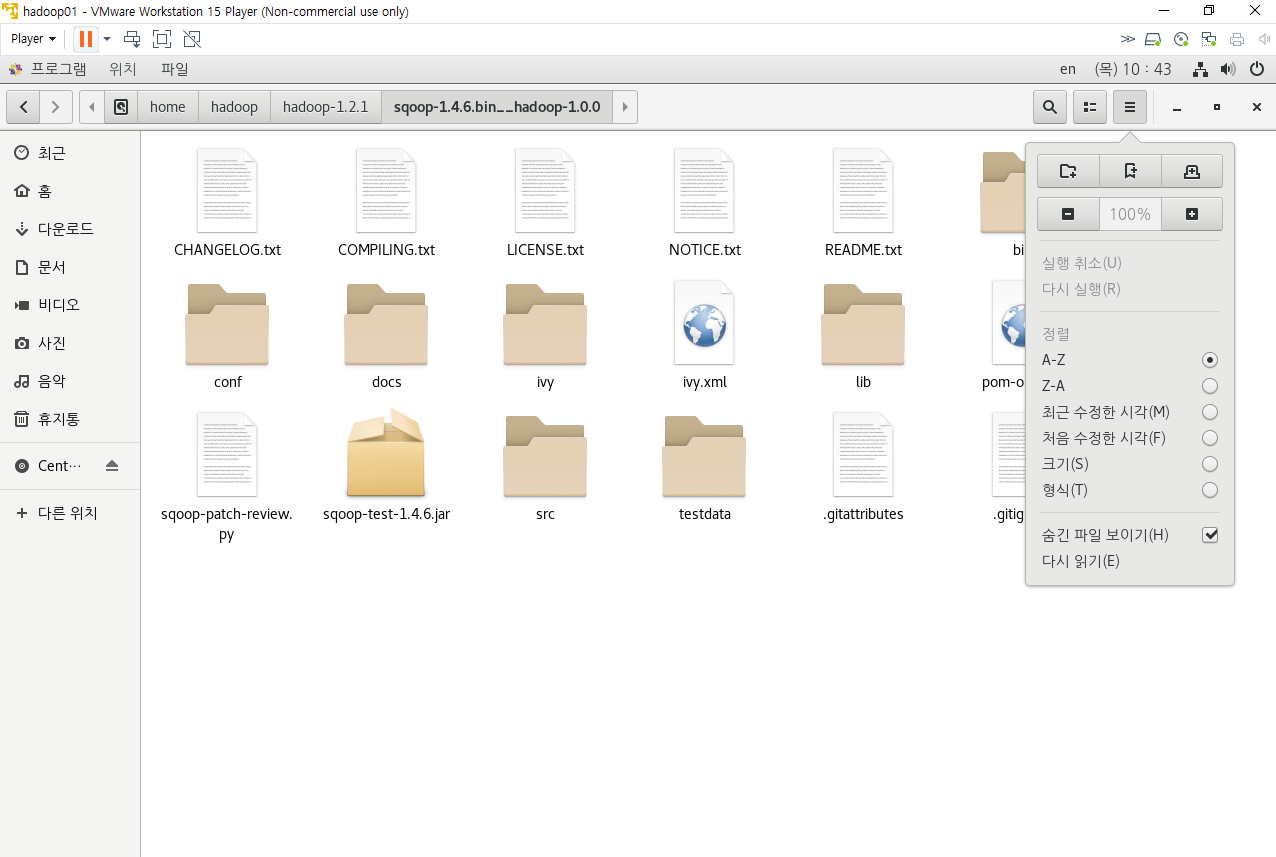 hadoop01 - VMware Workstation 15 Player (Non-commercial use only)
Player
프로그램 위치 파일 en (목) 10 : 43
home hadoop hadoop-1.2.1 sqoop-1.4.6.bin__hadoop-1.0.0
최근
홈
다운로드
문서
비디오
사진
음악
휴지통
Cent…
다른 위치
CHANGELOG.txt COMPILING.txt LICENSE.txt NOTICE.txt README.txt bi
conf docs ivy ivy.xml lib pom-o
sqoop-patch-review.
py
sqoop-test-1.4.6.jar src testdata .gitattributes .gitig
100%
실행 취소(U)
다시 실행(R)
정렬
A-Z
Z-A
최근 수정한 시각(M)
처음 수정한 시각(F)
크기(S)
형식(T)
숨긴 파일 보이기(H)
다시 읽기(E)